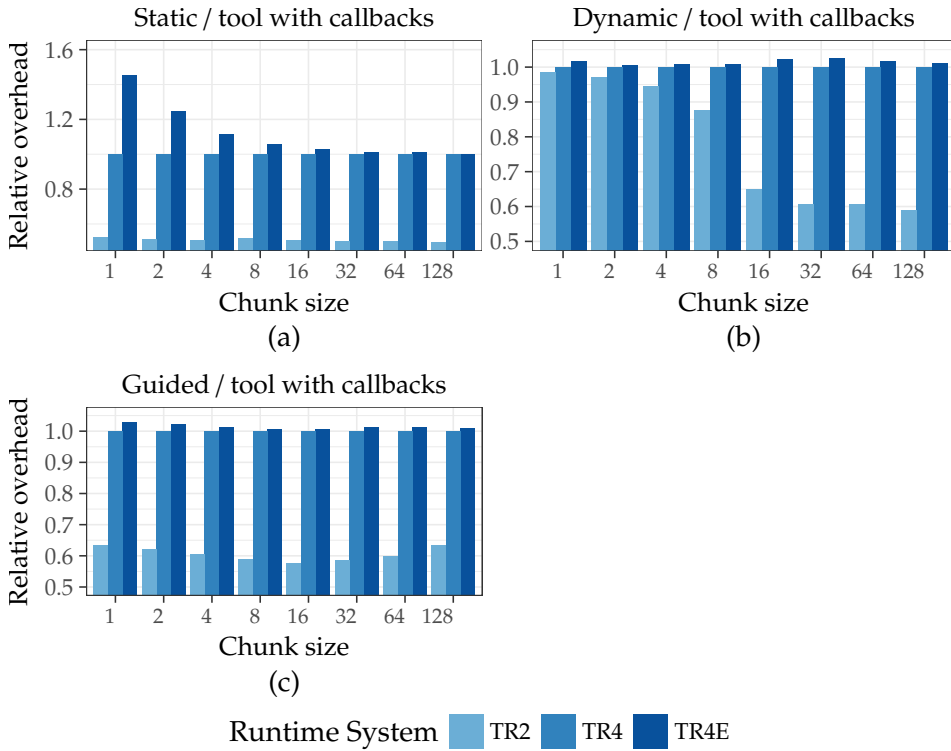 Static / tool with callbacks
Relative overhead
1.6
1.2
0.8
1 2 4 8 16 32 64 128
Chunk size
(a)
Dynamic / tool with callbacks
1.0
0.9
0.8
0.7
0.6
0.5
1 2 4 8 16 32 64 128
Chunk size
(b)
Guided / tool with callbacks
Relative overhead
1.0
0.9
0.8
0.7
0.6
0.5
1 2 4 8 16 32 64 128
Chunk size
(c)
Runtime System TR2 TR4 TR4E